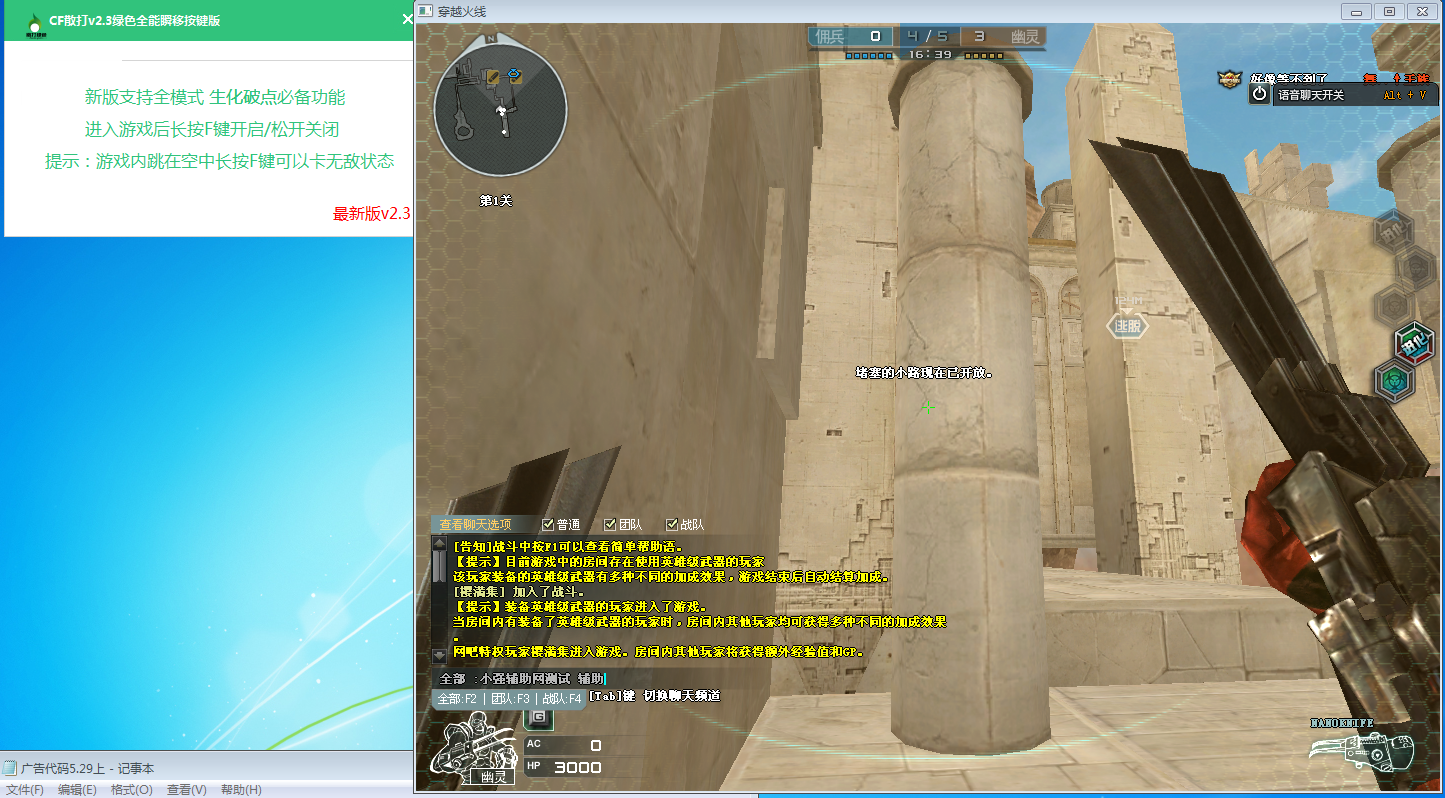 CF散打v2.3绿色全能瞬移按键版
新版支持全模式 生化破点必备功能
进入游戏后长按F键开启/松开关闭
提示：游戏内跳在空中长按F键可以卡无敌状态
最新版v2.3
穿越火线
佣兵 0 4 / 5 3 幽灵
16:39
N
第1关
好像等不到了
语音聊天开关 Alt + V
124M
逃脱
进化
堵塞的小路现在已开放。
查看聊天选项 普通 团队 战队
[告知]战斗中按F1可以查看简单帮助语。
【提示】目前游戏中的房间存在使用英雄级武器的玩家
该玩家装备的英雄级武器有多种不同的加成效果，游戏结束后自动结算加成。
[樱满集] 加入了战斗。
【提示】装备英雄级武器的玩家进入了游戏。
当房间内有装备了英雄级武器的玩家时，房间内其他玩家均可获得多种不同的加成效果
。
网吧特权玩家樱满集进入游戏。房间内其他玩家将获得额外经验值和GP。
全部 :小强辅助网测试 辅助
全部:F2 | 团队:F3 | 战队:F4 [Tab]键 切换聊天频道
G
AC 0
HP 3000
幽灵
NANOKNIFE
广告代码5.29上 - 记事本
文件(F) 编辑(E) 格式(O) 查看(V) 帮助(H)